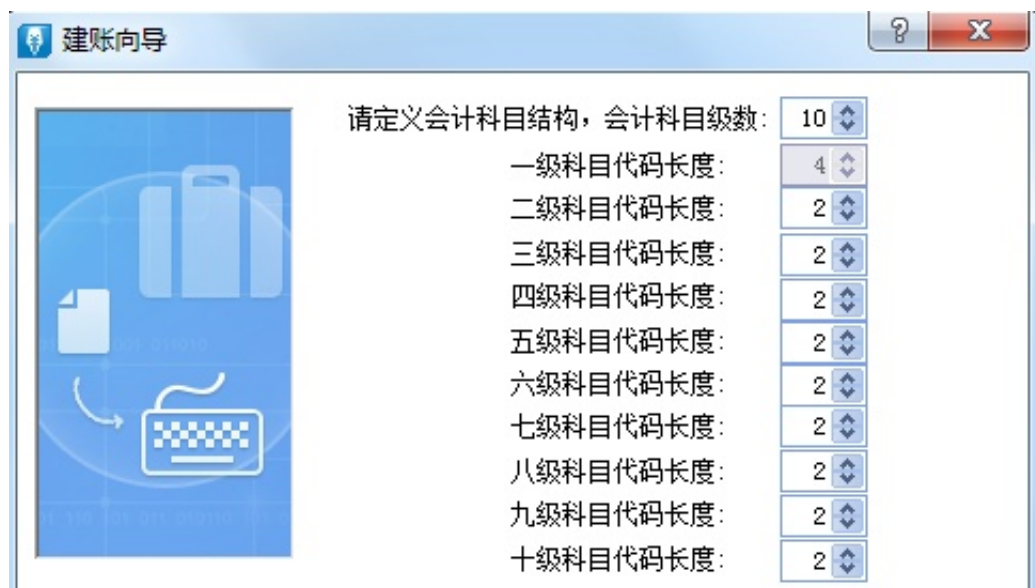 建账向导
请定义会计科目结构，会计科目级数： 10
一级科目代码长度： 4
二级科目代码长度： 2
三级科目代码长度： 2
四级科目代码长度： 2
五级科目代码长度： 2
六级科目代码长度： 2
七级科目代码长度： 2
八级科目代码长度： 2
九级科目代码长度： 2
十级科目代码长度： 2